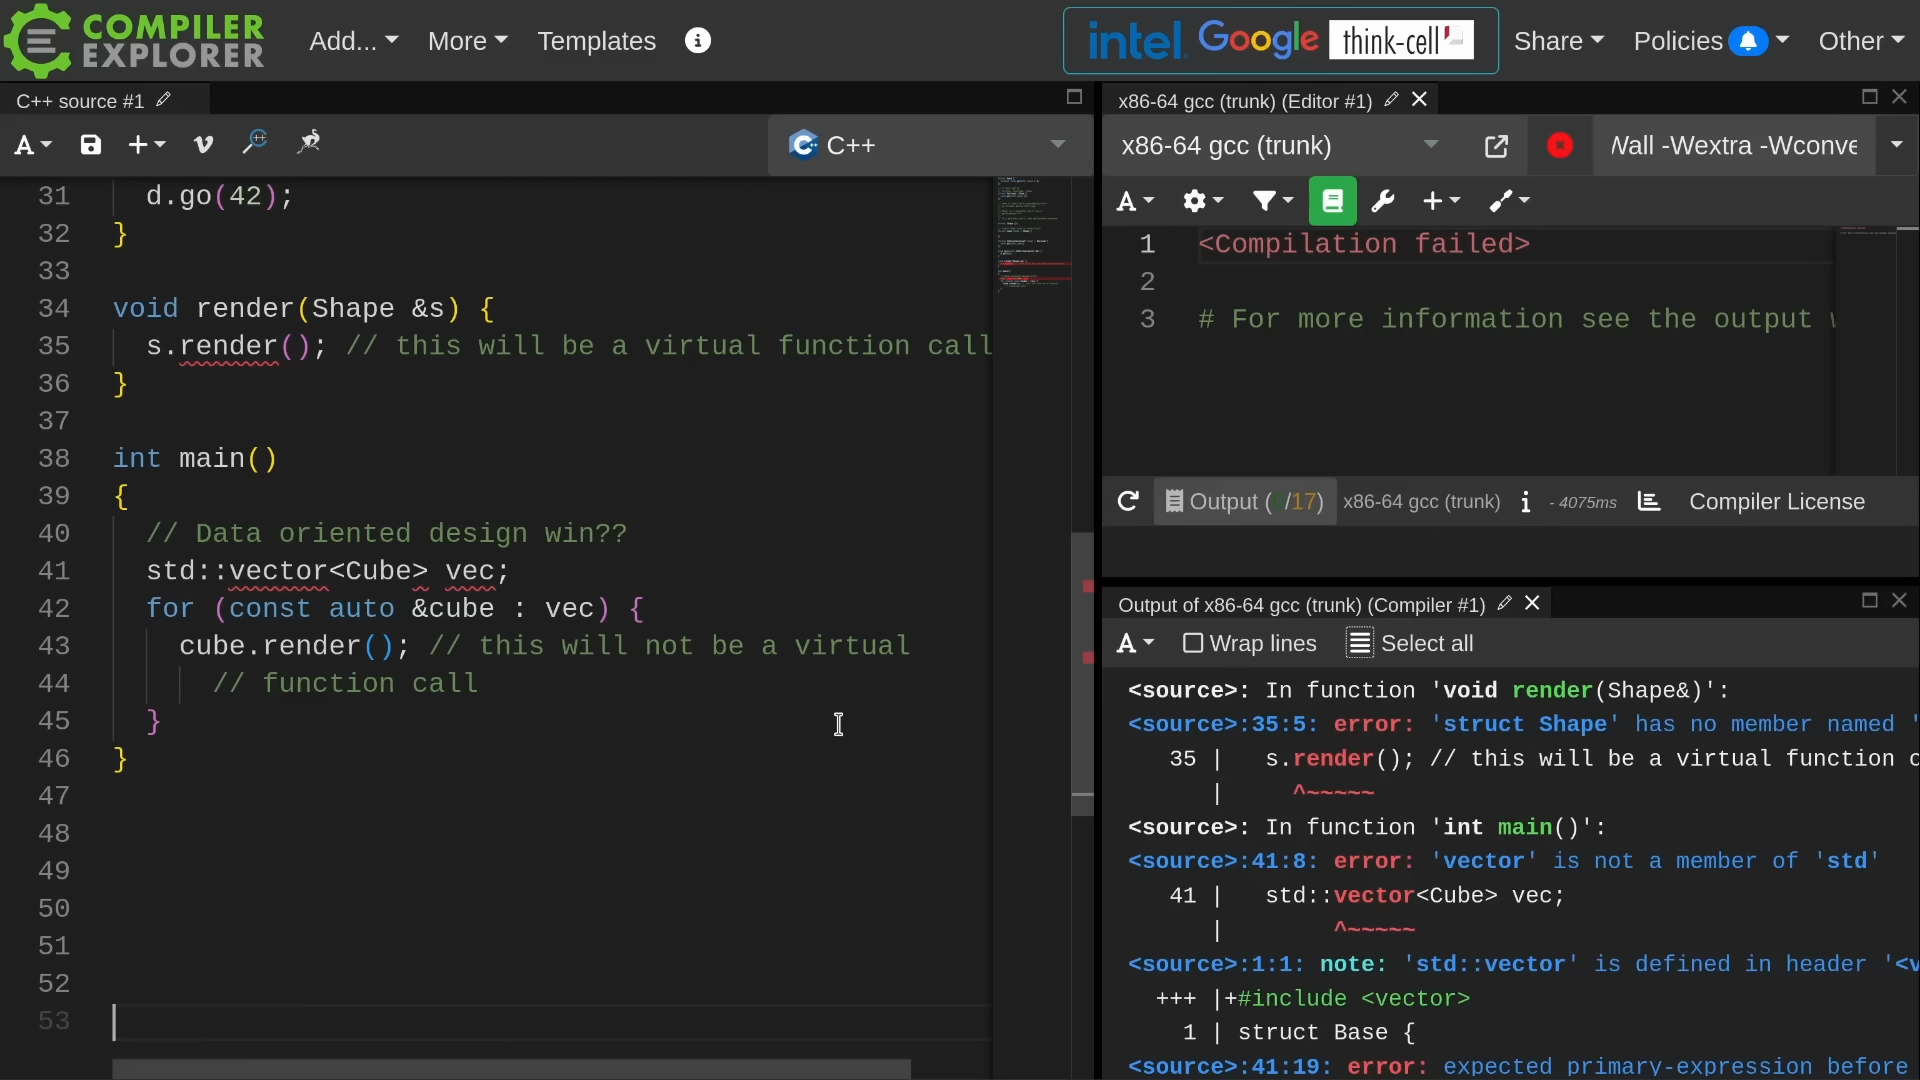 COMPILER
EXPLORER
Add...
More
Templates
intel.
Google
think-cell
Share
Policies
Other
C++ source #1
C++
31 d.go(42);
32 }
33
34 void render(Shape &s) {
35 s.render(); // this will be a virtual function call
36 }
37
38 int main()
39 {
40 // Data oriented design win??
41 std::vector<Cube> vec;
42 for (const auto &cube : vec) {
43 cube.render(); // this will not be a virtual
44 // function call
45 }
46 }
47
48
49
50
51
52
53
x86-64 gcc (trunk) (Editor #1)
x86-64 gcc (trunk)
Wall -Wextra -Wconve
1 <Compilation failed>
2
3 # For more information see the output
Output ( /17)
x86-64 gcc (trunk)
- 4075ms
Compiler License
Output of x86-64 gcc (trunk) (Compiler #1)
Wrap lines
Select all
<source>: In function 'void render(Shape&)':
<source>:35:5: error: 'struct Shape' has no member named '
35 | s.render(); // this will be a virtual function
| ^~~~~~
<source>: In function 'int main()':
<source>:41:8: error: 'vector' is not a member of 'std'
41 | std::vector<Cube> vec;
| ^~~~~~
<source>:1:1: note: 'std::vector' is defined in header '<v
+++ |+#include <vector>
1 | struct Base {
<source>:41:19: error: expected primary-expression before